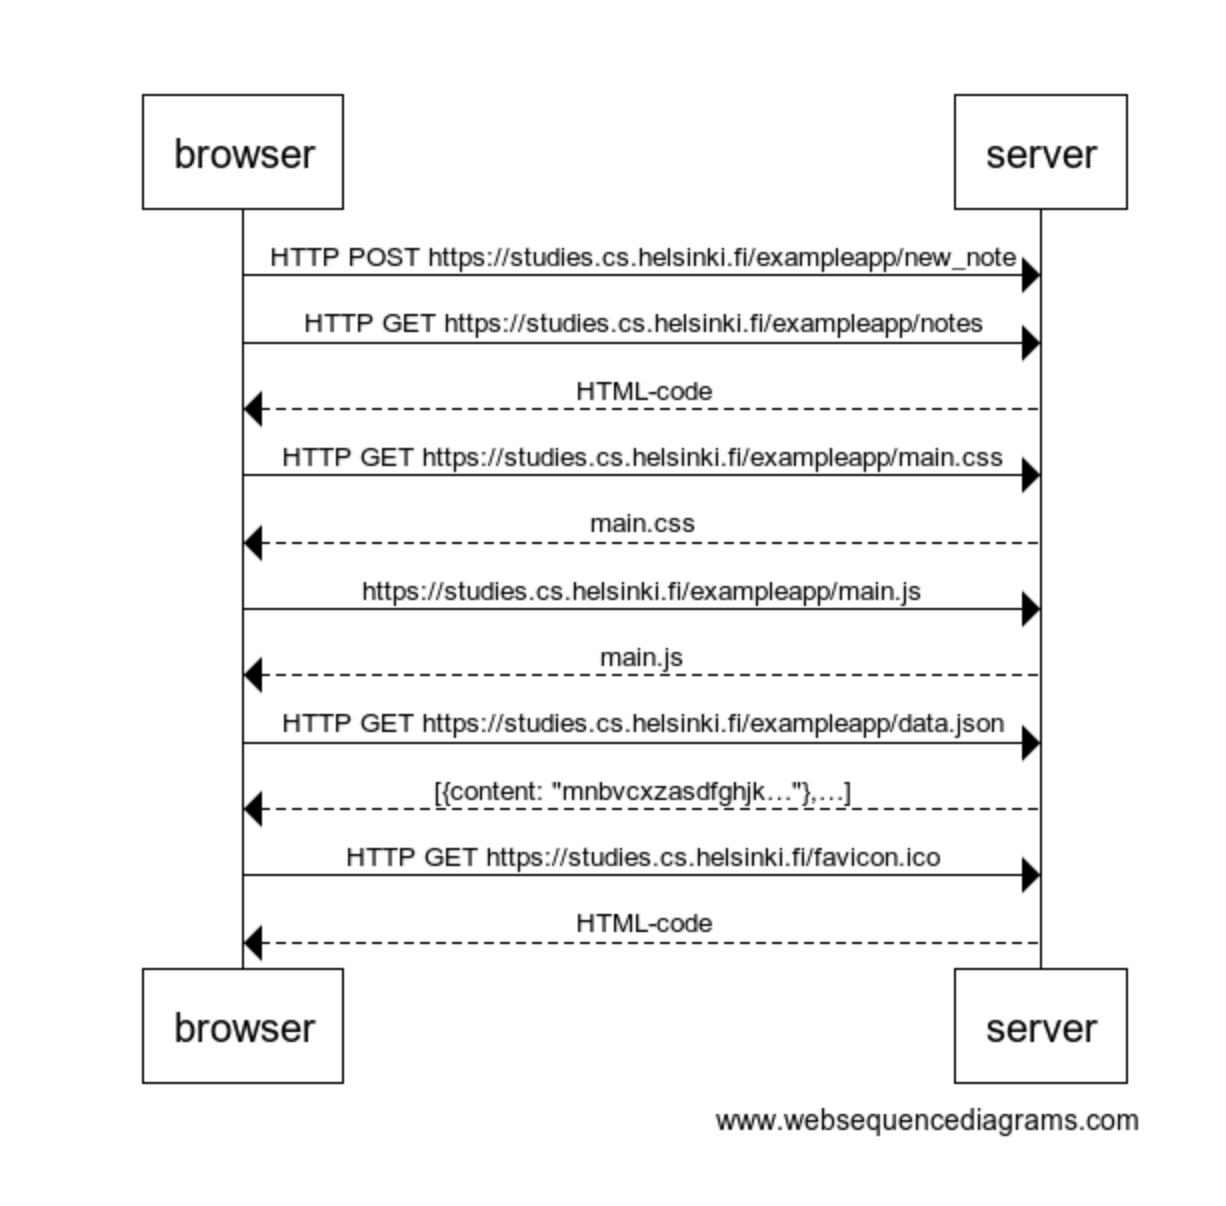 browser
server
HTTP POST https://studies.cs.helsinki.fi/exampleapp/new_note
HTTP GET https://studies.cs.helsinki.fi/exampleapp/notes
HTML-code
HTTP GET https://studies.cs.helsinki.fi/exampleapp/main.css
main.css
https://studies.cs.helsinki.fi/exampleapp/main.js
main.js
HTTP GET https://studies.cs.helsinki.fi/exampleapp/data.json
[{content: "mnbvcxzasdfghjk..."},...]
HTTP GET https://studies.cs.helsinki.fi/favicon.ico
HTML-code
browser
server
www.websequencediagrams.com